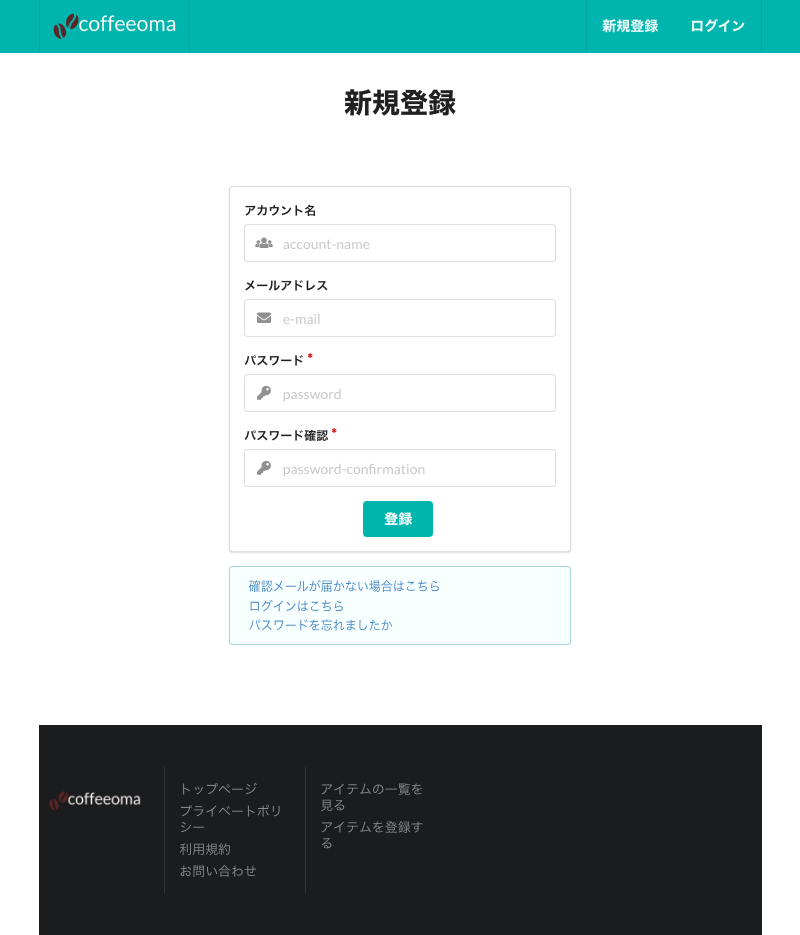 coffeeoma
新規登録
ログイン
新規登録
アカウント名
account-name
メールアドレス
e-mail
パスワード *
password
パスワード確認 *
password-confirmation
登録
確認メールが届かない場合はこちら
ログインはこちら
パスワードを忘れましたか
coffeeoma
トップページ
プライベートポリ
シー
利用規約
お問い合わせ
アイテムの一覧を
見る
アイテムを登録す
る